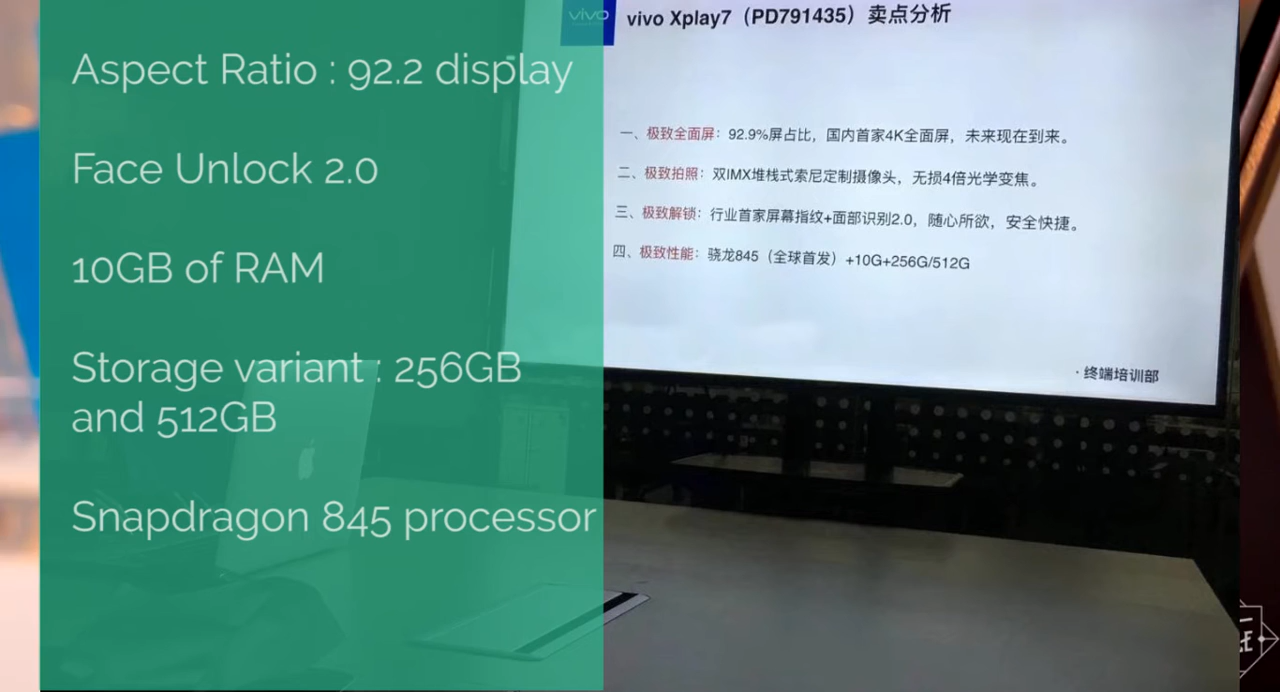 Aspect Ratio : 92.2 display
Face Unlock 2.0
10GB of RAM
Storage variant : 256GB
and 512GB
Snapdragon 845 processor
vivo
vivo Xplay7（PD791435）卖点分析
一、极致全面屏：92.9%屏占比，国内首家4K全面屏，未来现在到来。
二、极致拍照：双IMX堆栈式索尼定制摄像头，无损4倍光学变焦。
三、极致解锁：行业首家屏幕指纹+面部识别2.0，随心所欲，安全快捷。
四、极致性能：骁龙845（全球首发）+10G+256G/512G
·终端培训部